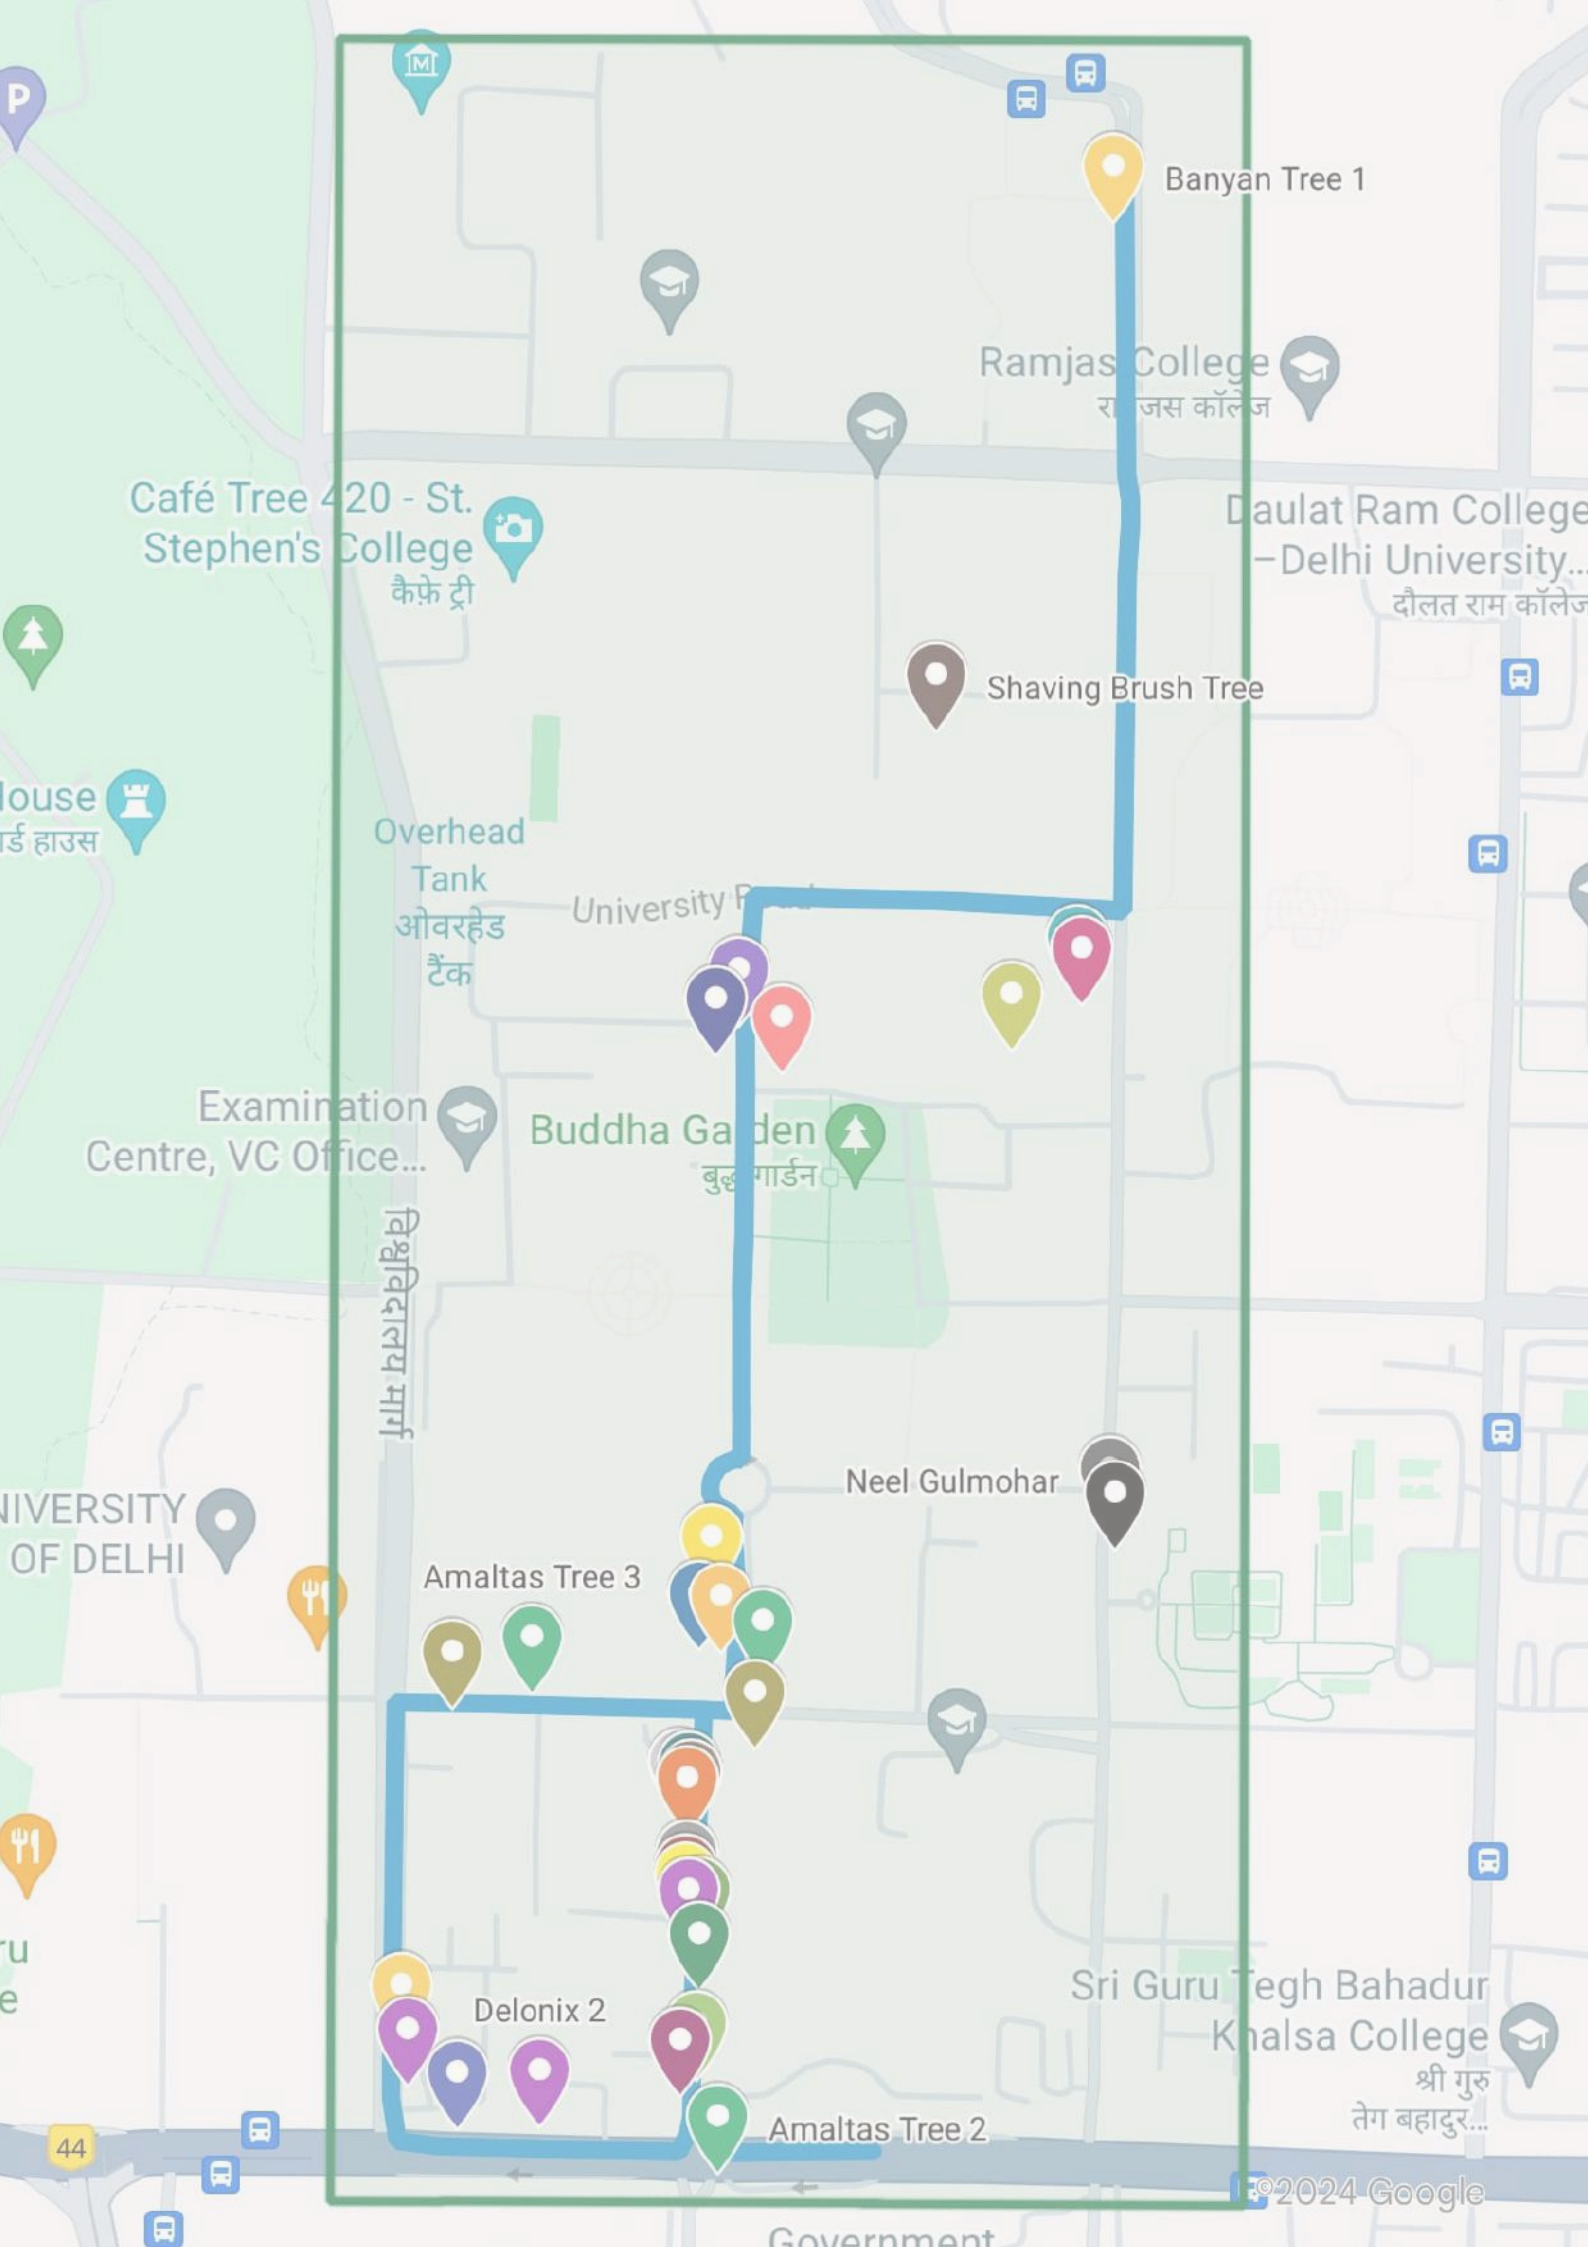 P
M
Banyan Tree 1
Ramjas College
रामजस कॉलेज
Café Tree 420 - St.
Stephen's College
कैफ़े ट्री
Daulat Ram College
–Delhi University...
दौलत राम कॉलेज
Shaving Brush Tree
Overhead
Tank
ओवरहेड
टैंक
University Road
Examination
Centre, VC Office...
Buddha Garden
बुद्ध गार्डन
विश्वविद्यालय मार्ग
Neel Gulmohar
OF DELHI
Amaltas Tree 3
Delonix 2
Sri Guru Tegh Bahadur
Khalsa College
श्री गुरु
तेग बहादुर...
Amaltas Tree 2
44
©2024 Google
Government